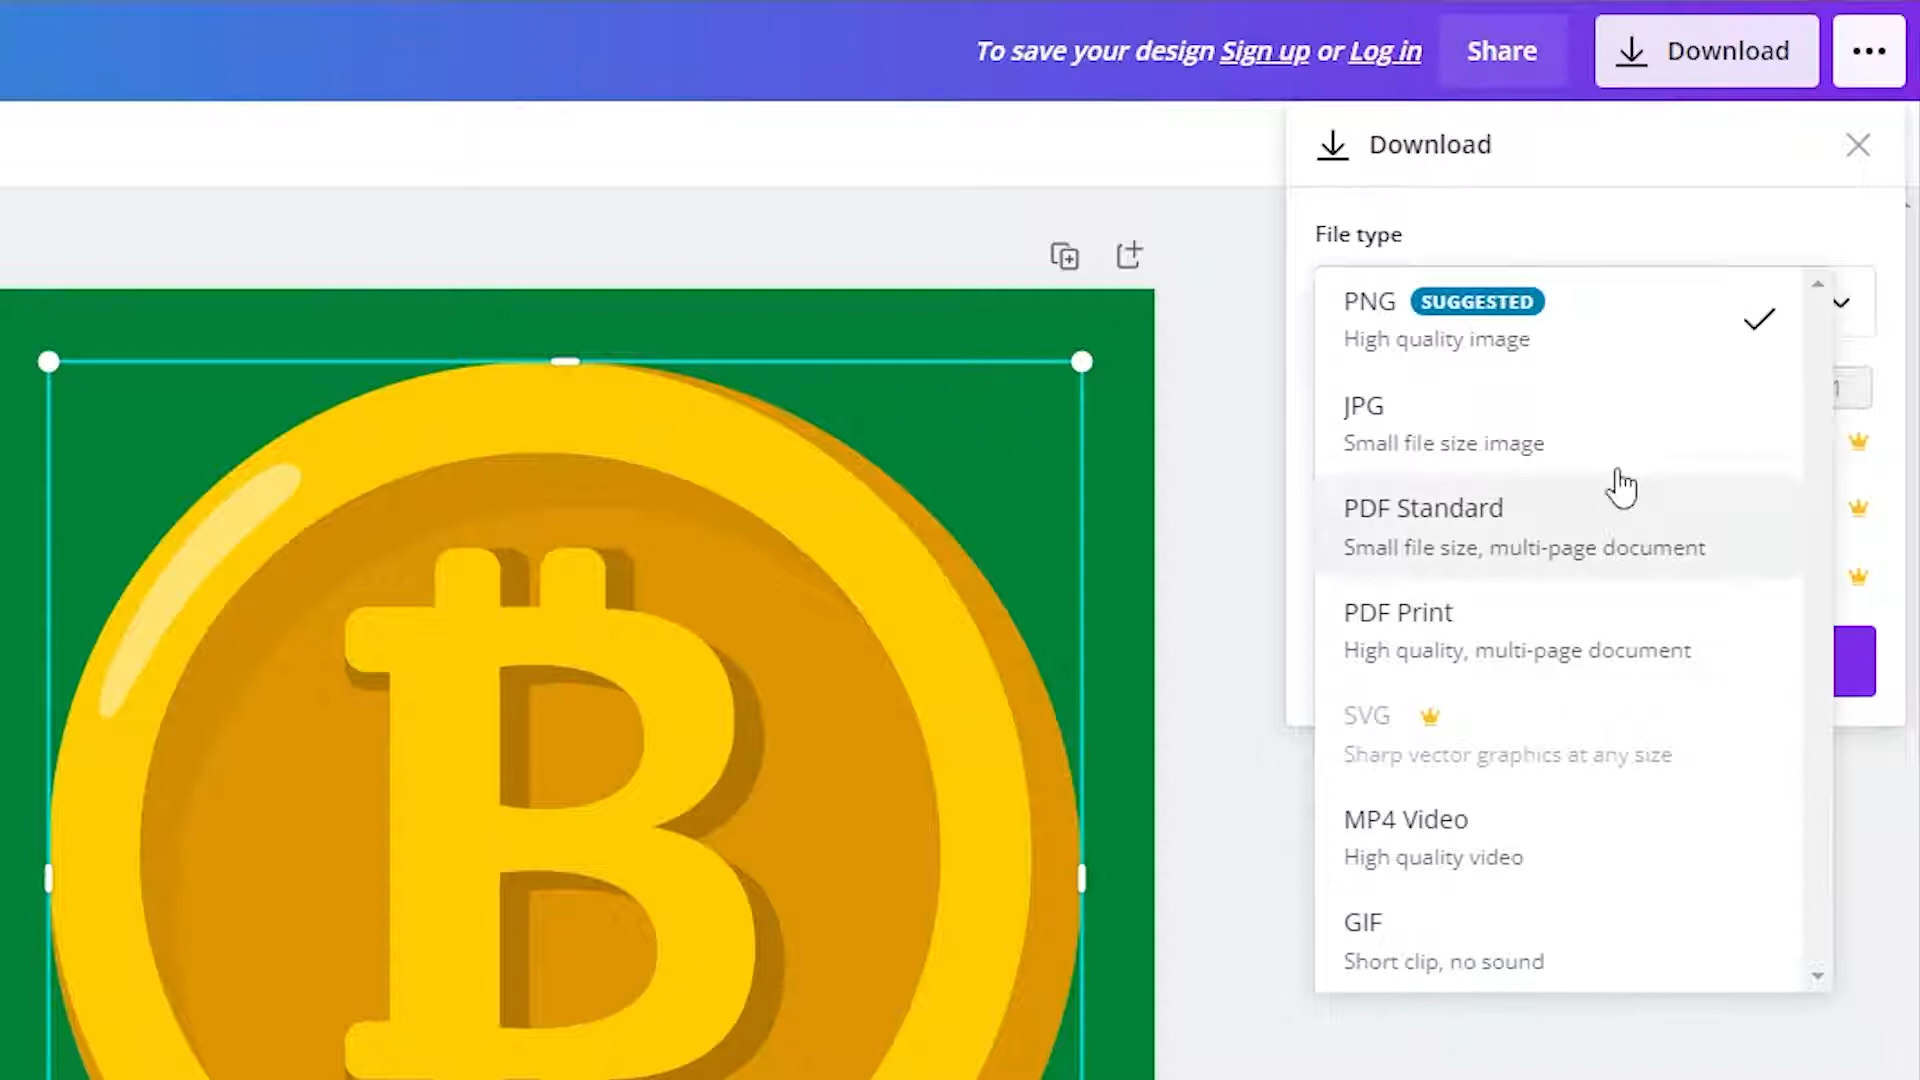 To save your design Sign up or Log in
Share
Download
Download
File type
PNG SUGGESTED
High quality image
JPG
Small file size image
PDF Standard
Small file size, multi-page document
PDF Print
High quality, multi-page document
SVG
Sharp vector graphics at any size
MP4 Video
High quality video
GIF
Short clip, no sound